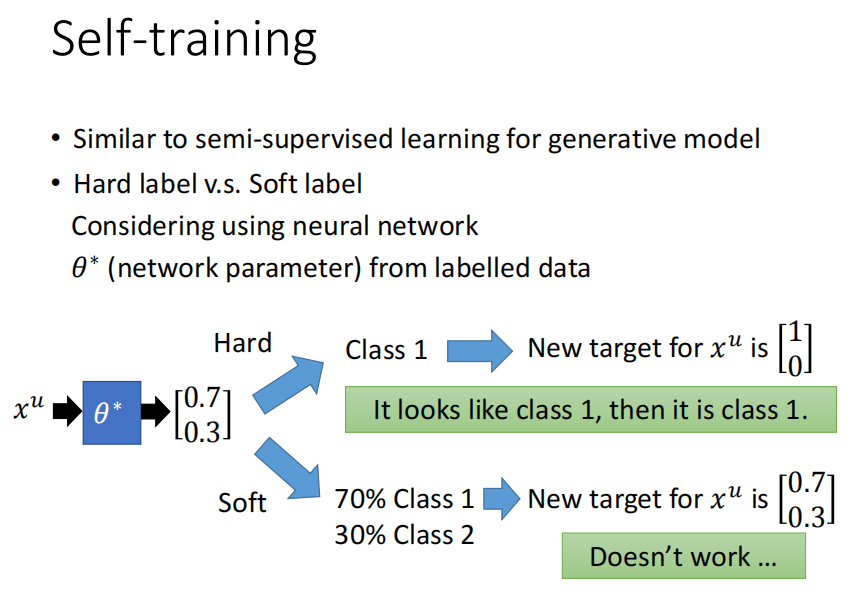 Self-training
• Similar to semi-supervised learning for generative model
• Hard label v.s. Soft label
Considering using neural network
θ* (network parameter) from labelled data
Hard
Class 1
New target for xᵘ is [1 0]
It looks like class 1, then it is class 1.
xᵘ
θ*
[0.7 0.3]
Soft
70% Class 1
30% Class 2
New target for xᵘ is [0.7 0.3]
Doesn't work …